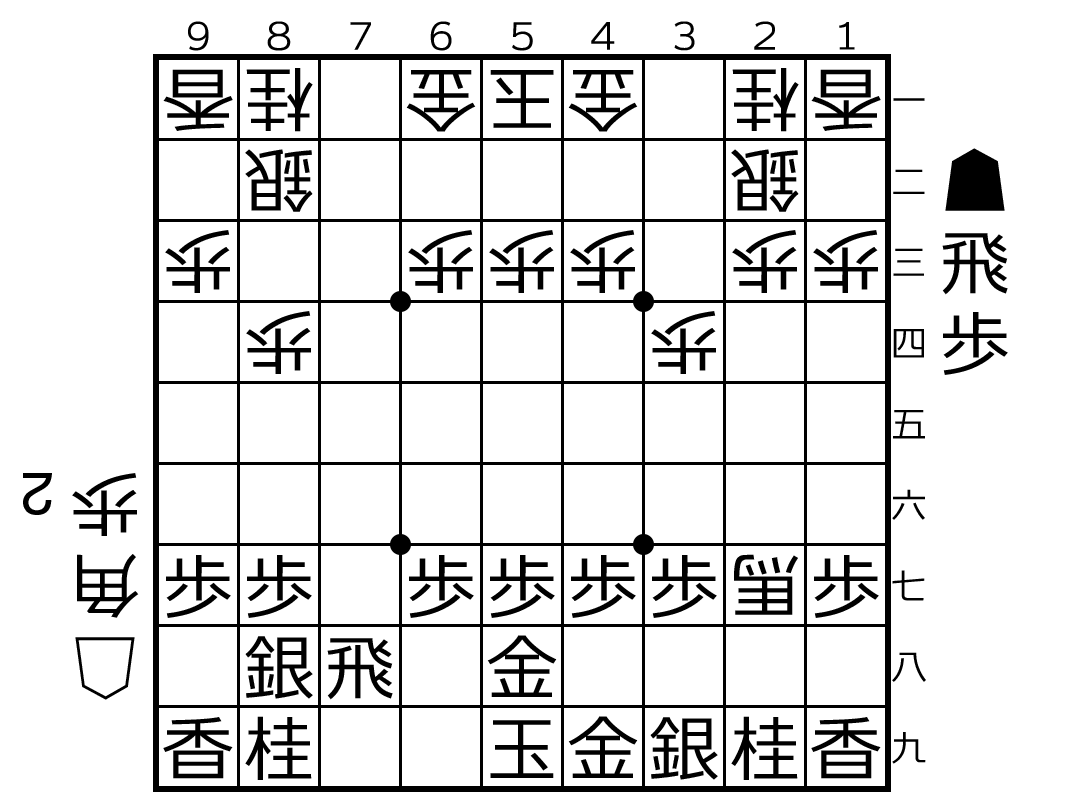 9 8 7 6 5 4 3 2 1
香 桂 金 王 金 桂 香 一
銀 銀 二
歩 歩 歩 歩 歩 歩 三
歩 歩 四
五
六
歩 歩 歩 歩 歩 歩 馬 歩 七
銀 飛 金 八
香 桂 玉 金 銀 桂 香 九
飛
歩
歩 2
角